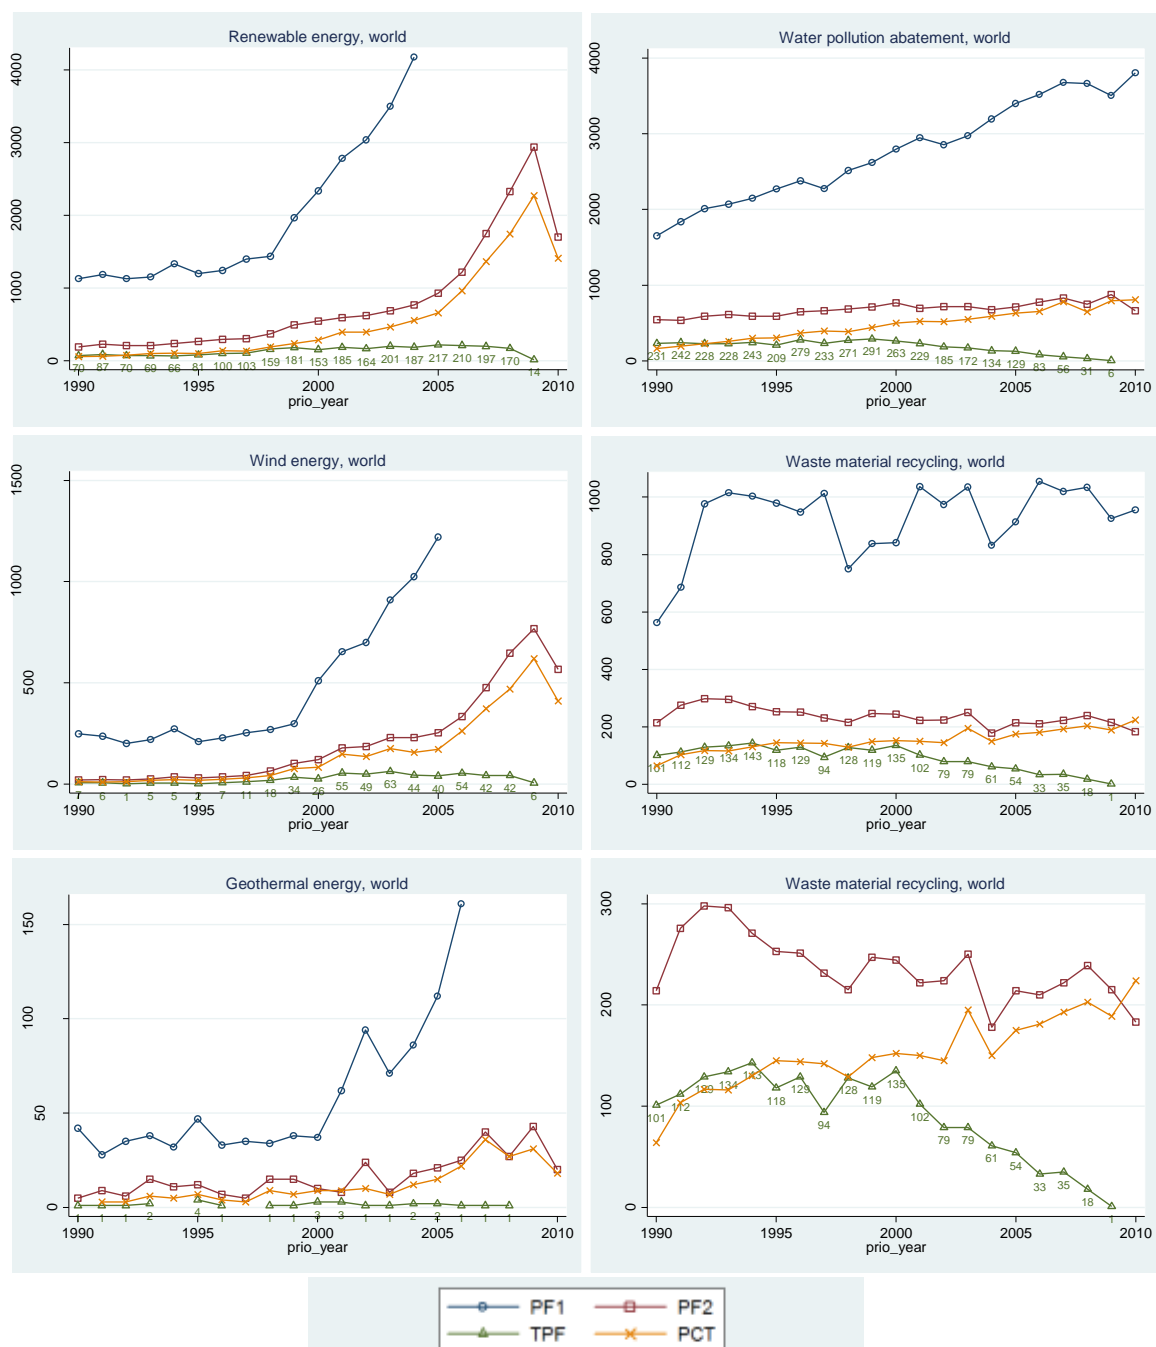 Renewable energy, world
4000
3000
2000
1000
0
70 87 70 69 66 81 100 103 159 181 153 185 164 201 187 217 210 197 170 14
1990 1995 2000 2005 2010
prio_year
Water pollution abatement, world
4000
3000
2000
1000
0
231 242 228 228 243 209 279 233 271 291 263 229 185 172 134 129 83 56 31 6
1990 1995 2000 2005 2010
prio_year
Wind energy, world
1500
1000
500
0
6 1 5 5 7 11 18 34 26 55 49 63 44 40 54 42 42 6
1990 1995 2000 2005 2010
prio_year
Waste material recycling, world
1000
800
600
400
200
0
101 112 129 134 143 118 129 94 128 119 135 102 79 79 61 54 33 35 18 1
1990 1995 2000 2005 2010
prio_year
Geothermal energy, world
150
100
50
0
1 1 2 4 1 1 1 3 3 1 1 2 2 1 1 1
1990 1995 2000 2005 2010
prio_year
Waste material recycling, world
300
200
100
0
101 112 129 134 143 118 129 94 128 119 135 102 79 79 61 54 33 35 18 1
1990 1995 2000 2005 2010
prio_year
PF1 PF2
TPF PCT